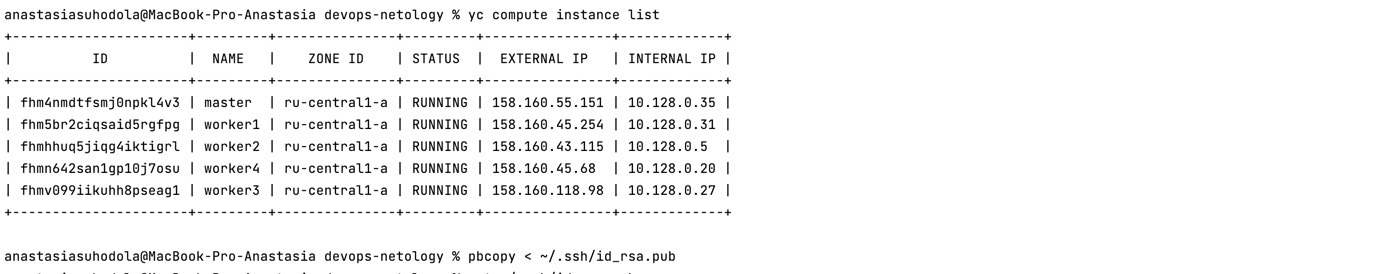 anastasiasuhodola@MacBook-Pro-Anastasia devops-netology % yc compute instance list
+----------------------+---------+---------------+---------+----------------+-------------+
|          ID          |  NAME   |    ZONE ID    | STATUS  |  EXTERNAL IP   | INTERNAL IP |
+----------------------+---------+---------------+---------+----------------+-------------+
| fhm4nmdtfsmj0npkl4v3 | master  | ru-central1-a | RUNNING | 158.160.55.151 | 10.128.0.35 |
| fhm5br2ciqsaid5rgfpg | worker1 | ru-central1-a | RUNNING | 158.160.45.254 | 10.128.0.31 |
| fhmhhuq5jiqg4iktigrl | worker2 | ru-central1-a | RUNNING | 158.160.43.115 | 10.128.0.5  |
| fhmn642san1gp10j7osu | worker4 | ru-central1-a | RUNNING | 158.160.45.68  | 10.128.0.20 |
| fhmv099iikuhh8pseag1 | worker3 | ru-central1-a | RUNNING | 158.160.118.98 | 10.128.0.27 |
+----------------------+---------+---------------+---------+----------------+-------------+
anastasiasuhodola@MacBook-Pro-Anastasia devops-netology % pbcopy < ~/.ssh/id_rsa.pub